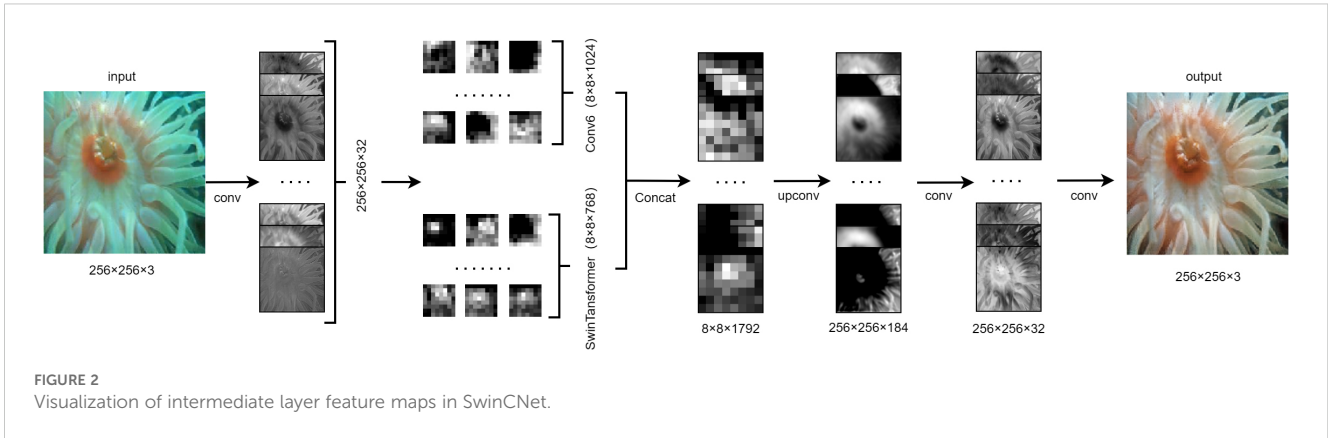 input
256×256×3
conv
256×256×32
Conv6 (8×8×1024)
SwinTansformer (8×8×768)
Concat
8×8×1792
upconv
256×256×184
conv
256×256×32
conv
output
256×256×3
FIGURE 2
Visualization of intermediate layer feature maps in SwinCNet.